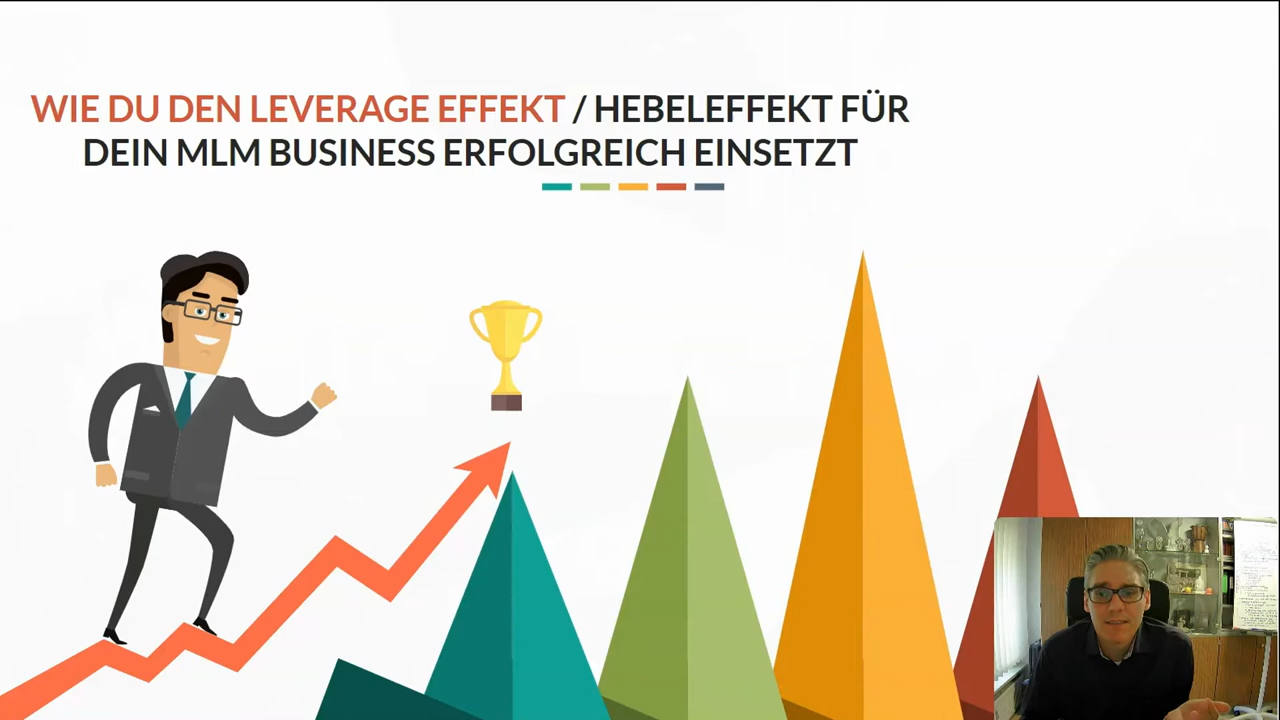 WIE DU DEN LEVERAGE EFFEKT / HEBELEFFEKT FÜR
DEIN MLM BUSINESS ERFOLGREICH EINSETZT